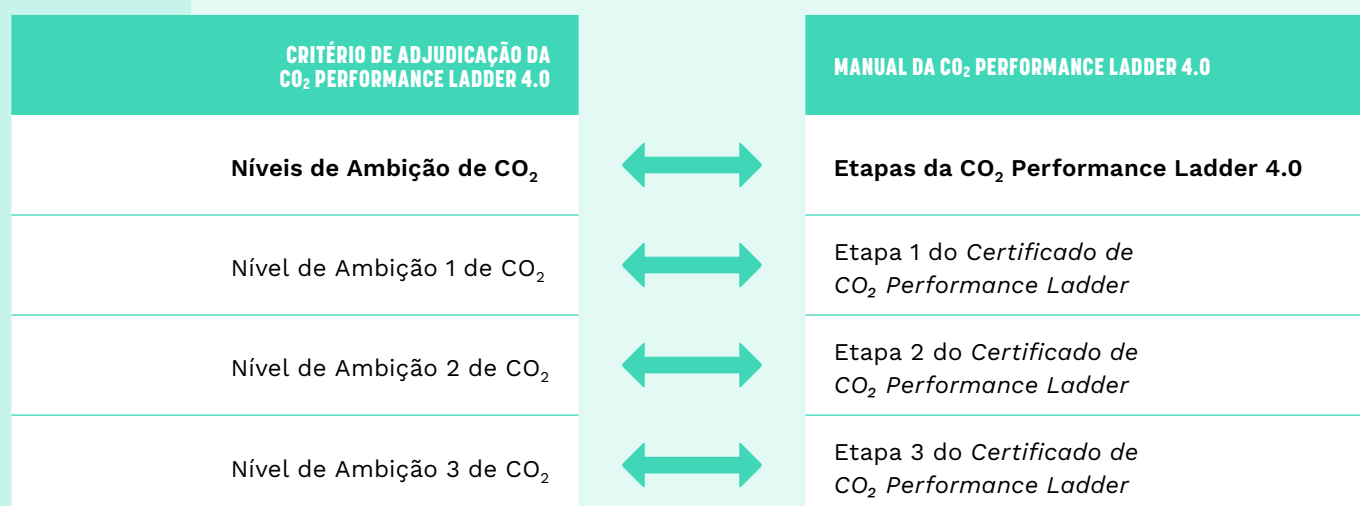 CRITÉRIO DE ADJUDICAÇÃO DA
CO₂ PERFORMANCE LADDER 4.0
MANUAL DA CO₂ PERFORMANCE LADDER 4.0
Níveis de Ambição de CO₂
Etapas da CO₂ Performance Ladder 4.0
Nível de Ambição 1 de CO₂
Etapa 1 do Certificado de
CO₂ Performance Ladder
Nível de Ambição 2 de CO₂
Etapa 2 do Certificado de
CO₂ Performance Ladder
Nível de Ambição 3 de CO₂
Etapa 3 do Certificado de
CO₂ Performance Ladder